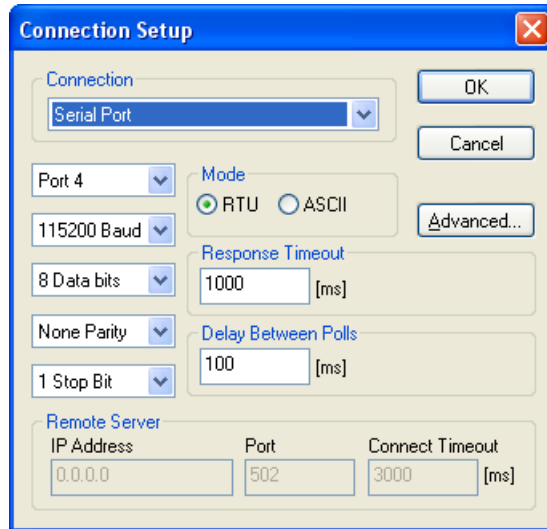 Connection Setup
Connection
Serial Port
OK
Cancel
Port 4
Mode
RTU ASCII
Advanced...
115200 Baud
Response Timeout
8 Data bits
1000 [ms]
None Parity
Delay Between Polls
100 [ms]
1 Stop Bit
Remote Server
IP Address Port Connect Timeout
0.0.0.0 502 3000 [ms]